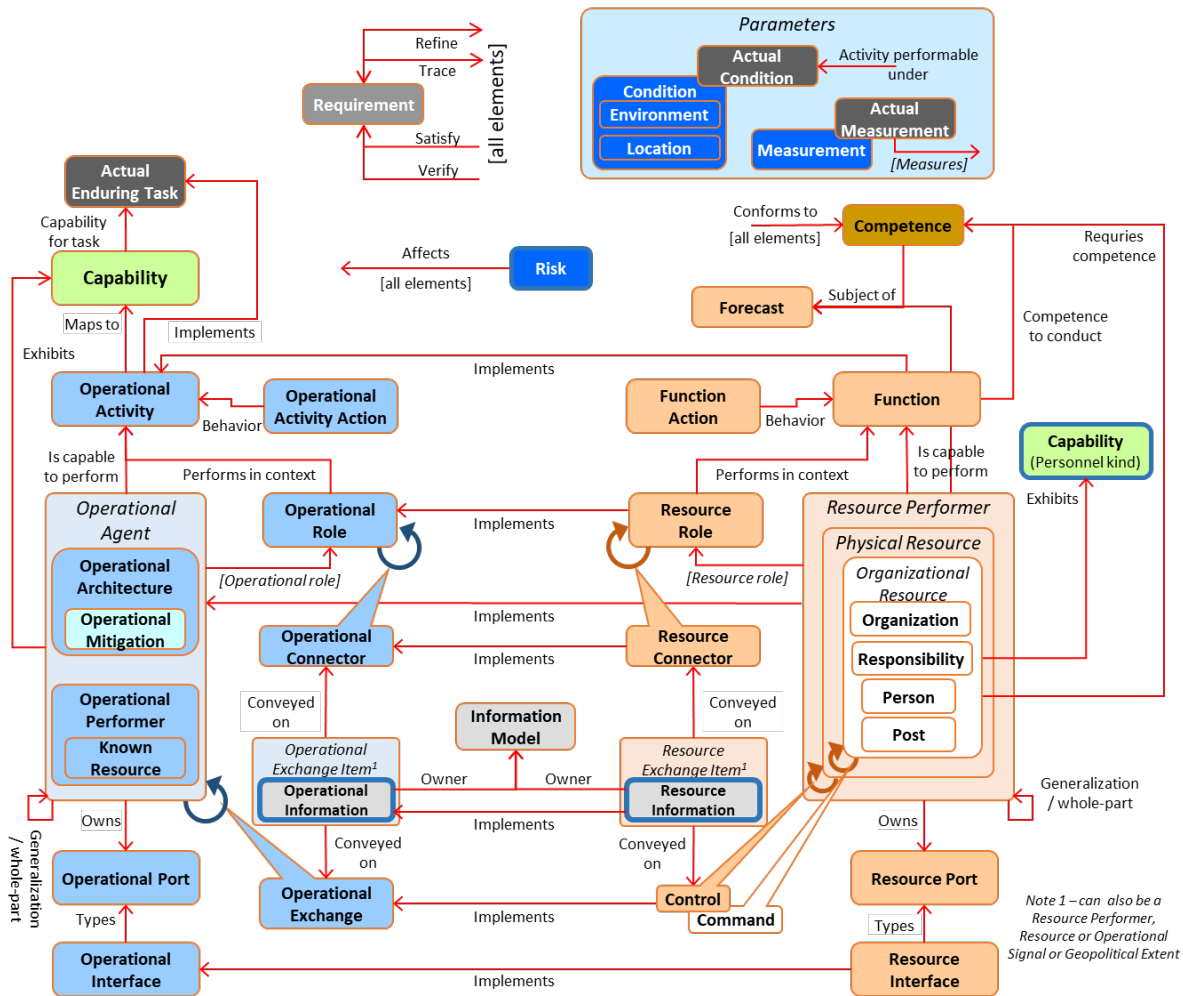 Parameters
Refine
Trace
[all elements]
Requirement
Satisfy
Verify
Actual
Condition
Activity performable
under
Condition
Environment
Location
Actual
Measurement
Measurement
[Measures]
Actual
Enduring Task
Capability
for task
Capability
Affects
[all elements]
Risk
Conforms to
[all elements]
Competence
Requries
competence
Forecast
Subject of
Competence
to conduct
Maps to
Implements
Exhibits
Implements
Operational
Activity
Behavior
Operational
Activity Action
Function
Action
Behavior
Function
Capability
(Personnel kind)
Is capable
to perform
Performs in context
Performs in context
Is capable
to perform
Exhibits
Operational
Agent
Operational
Role
Implements
Resource
Role
Resource Performer
Physical Resource
Organizational
Resource
Operational
Architecture
Operational
Mitigation
[Operational role]
[Resource role]
Implements
Organization
Responsibility
Person
Post
Operational
Connector
Implements
Resource
Connector
Operational
Performer
Known
Resource
Conveyed
on
Information
Model
Conveyed
on
Operational
Exchange Item1
Operational
Information
Owner
Owner
Resource
Exchange Item1
Resource
Information
Implements
Generalization
/ whole-part
Generalization
/ whole-part
Owns
Conveyed
on
Conveyed
on
Owns
Operational Port
Operational
Exchange
Implements
Control
Command
Resource Port
Types
Types
Note 1 – can also be a
Resource Performer,
Resource or Operational
Signal or Geopolitical Extent
Operational
Interface
Implements
Resource
Interface